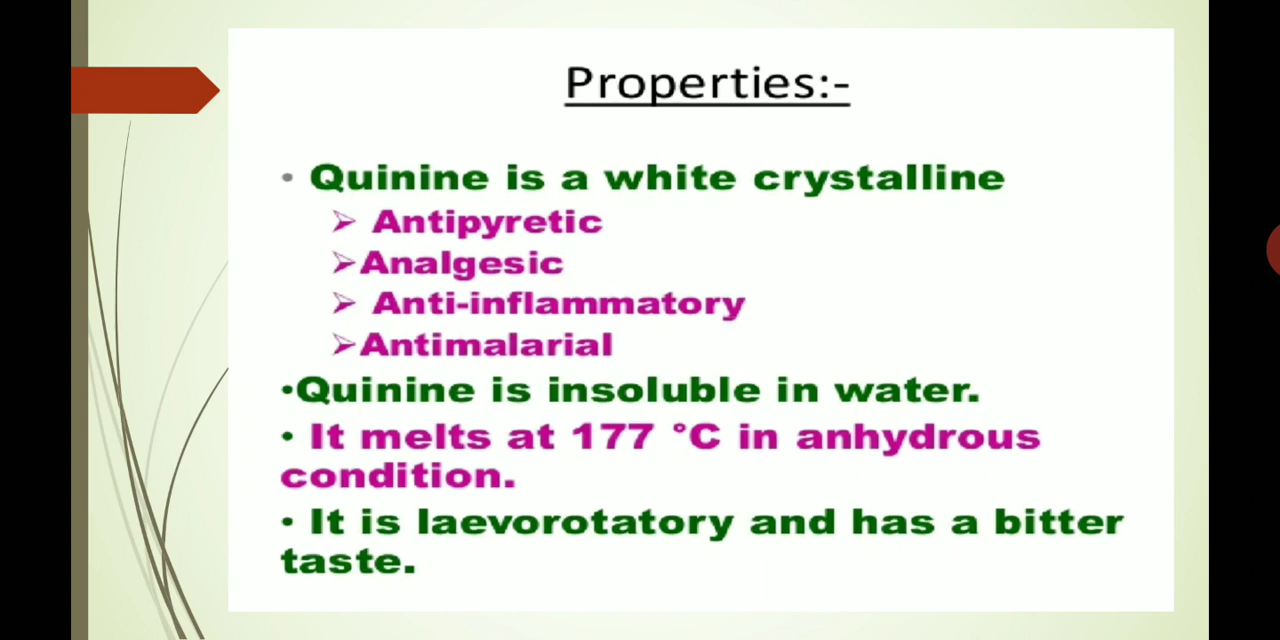 Properties:-
• Quinine is a white crystalline
➢ Antipyretic
➢Analgesic
➢ Anti-inflammatory
➢Antimalarial
•Quinine is insoluble in water.
• It melts at 177 °C in anhydrous
condition.
• It is laevorotatory and has a bitter
taste.